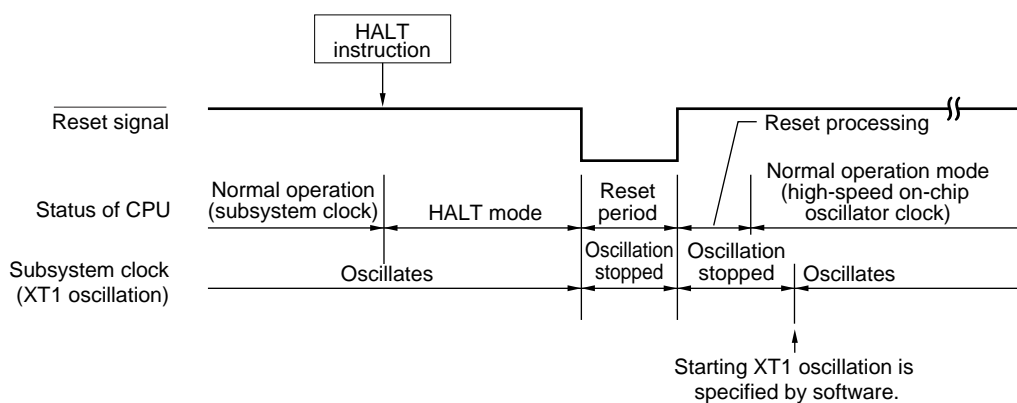 HALT
instruction
Reset signal
Reset processing
Status of CPU
Normal operation
(subsystem clock)
HALT mode
Reset
period
Normal operation mode
(high-speed on-chip
oscillator clock)
Subsystem clock
(XT1 oscillation)
Oscillates
Oscillation
stopped
Oscillation
stopped
Oscillates
Starting XT1 oscillation is
specified by software.